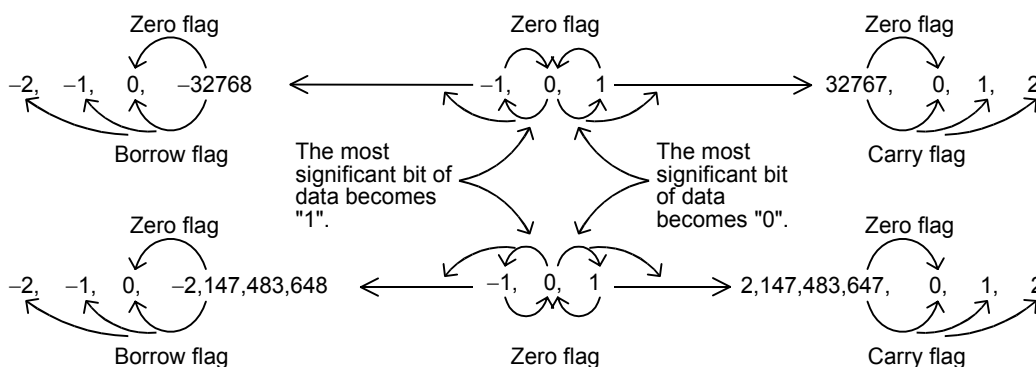 Zero flag Zero flag Zero flag
−2, −1, 0, −32768 −1, 0, 1 32767, 0, 1, 2
Borrow flag Carry flag
The most
significant bit of
data becomes
"1".
The most
significant bit
of data
becomes "0".
Zero flag Zero flag
−2, −1, 0, −2,147,483,648 −1, 0, 1 2,147,483,647, 0, 1, 2
Borrow flag Zero flag Carry flag